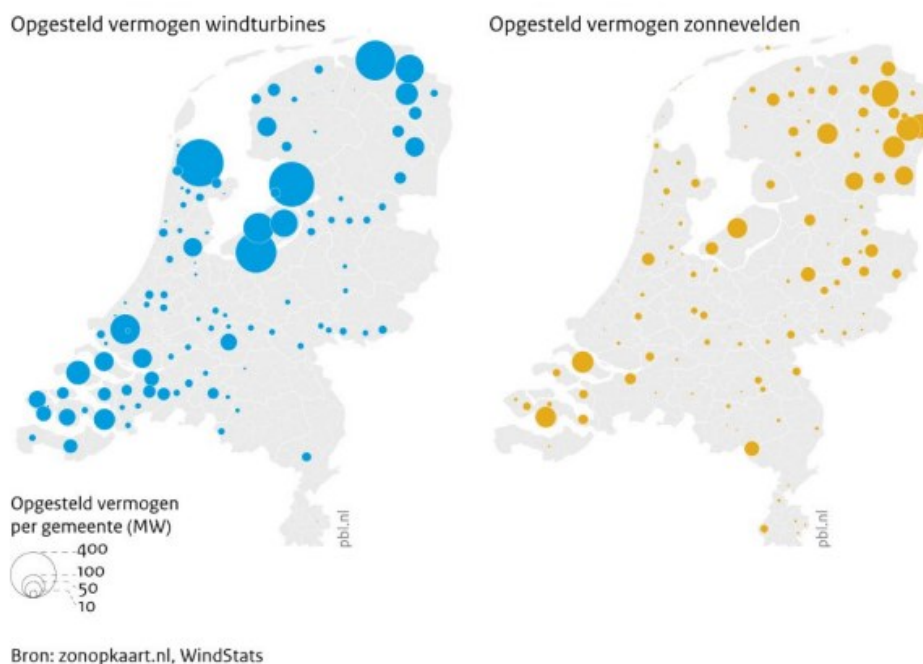 Opgesteld vermogen windturbines
Opgesteld vermogen zonnevelden
pbl.nl
pbl.nl
Opgesteld vermogen
per gemeente (MW)
400
100
50
10
Bron: zonopkaart.nl, WindStats